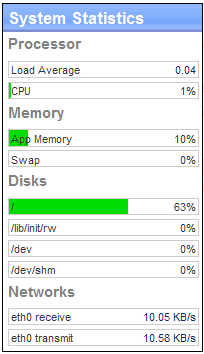 System Statistics
Processor
Load Average 0.04
CPU 1%
Memory
App Memory 10%
Swap 0%
Disks
/ 63%
/lib/init/rw 0%
/dev 0%
/dev/shm 0%
Networks
eth0 receive 10.05 KB/s
eth0 transmit 10.58 KB/s